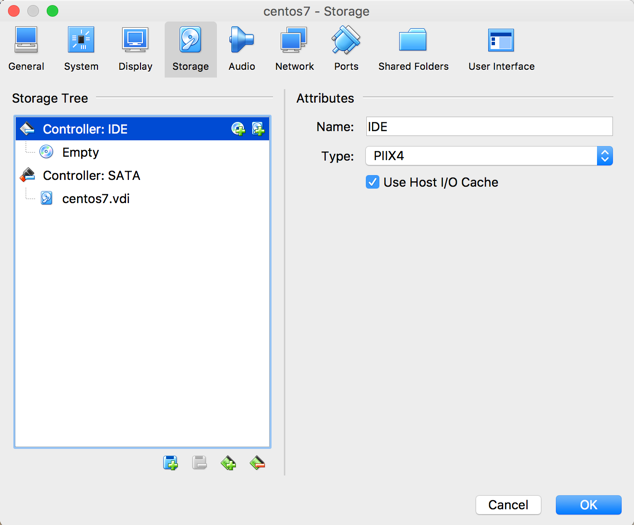 centos7 - Storage
General System Display Storage Audio Network Ports Shared Folders User Interface
Storage Tree
Controller: IDE
Empty
Controller: SATA
centos7.vdi
Attributes
Name: IDE
Type: PIIX4
Use Host I/O Cache
Cancel OK